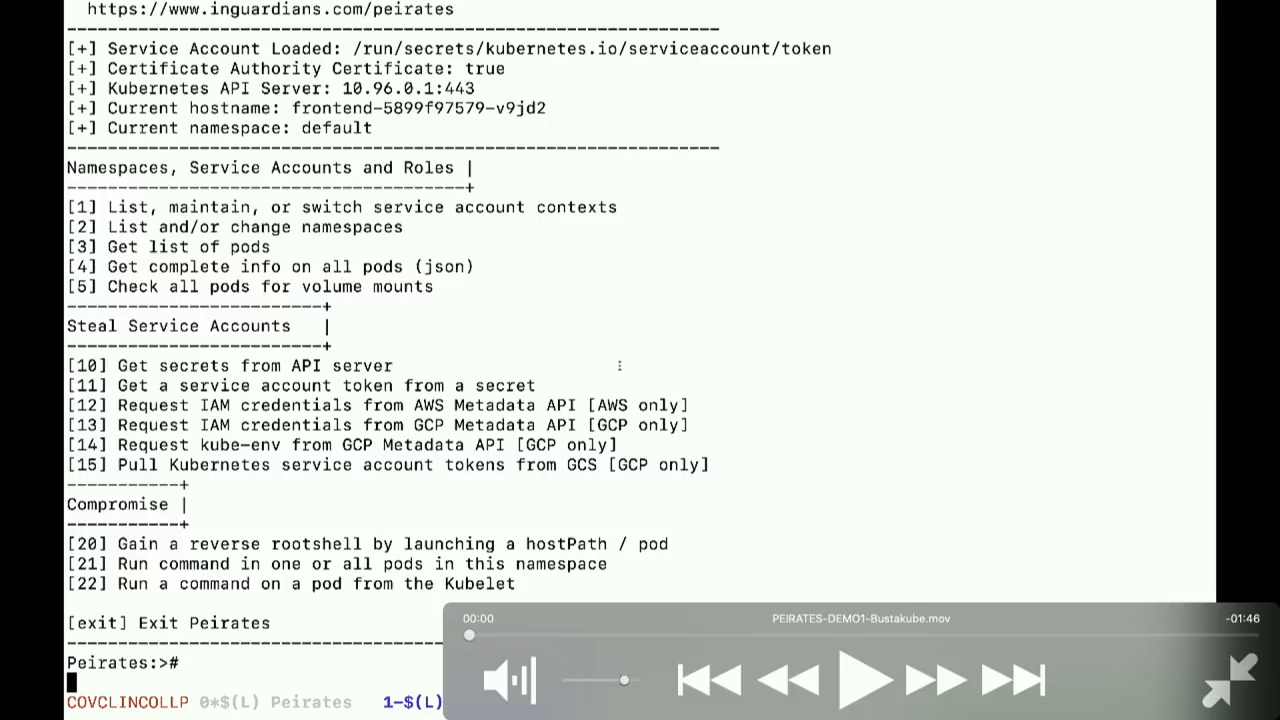 https://www.inguardians.com/peirates
----------------------------------------------------------------
[+] Service Account Loaded: /run/secrets/kubernetes.io/serviceaccount/token
[+] Certificate Authority Certificate: true
[+] Kubernetes API Server: 10.96.0.1:443
[+] Current hostname: frontend-5899f97579-v9jd2
[+] Current namespace: default
----------------------------------------------------------------
Namespaces, Service Accounts and Roles |
---------------------------------------+
[1] List, maintain, or switch service account contexts
[2] List and/or change namespaces
[3] Get list of pods
[4] Get complete info on all pods (json)
[5] Check all pods for volume mounts
-------------------------+
Steal Service Accounts   |
-------------------------+
[10] Get secrets from API server
[11] Get a service account token from a secret
[12] Request IAM credentials from AWS Metadata API [AWS only]
[13] Request IAM credentials from GCP Metadata API [GCP only]
[14] Request kube-env from GCP Metadata API [GCP only]
[15] Pull Kubernetes service account tokens from GCS [GCP only]
-----------+
Compromise |
-----------+
[20] Gain a reverse rootshell by launching a hostPath / pod
[21] Run command in one or all pods in this namespace
[22] Run a command on a pod from the Kubelet
[exit] Exit Peirates
-------------------------------------
00:00 PEIRATES-DEMO1-Bustakube.mov -01:46
Peirates:>#
COVCLINCOLLP 0*$(L) Peirates 1-$(L)